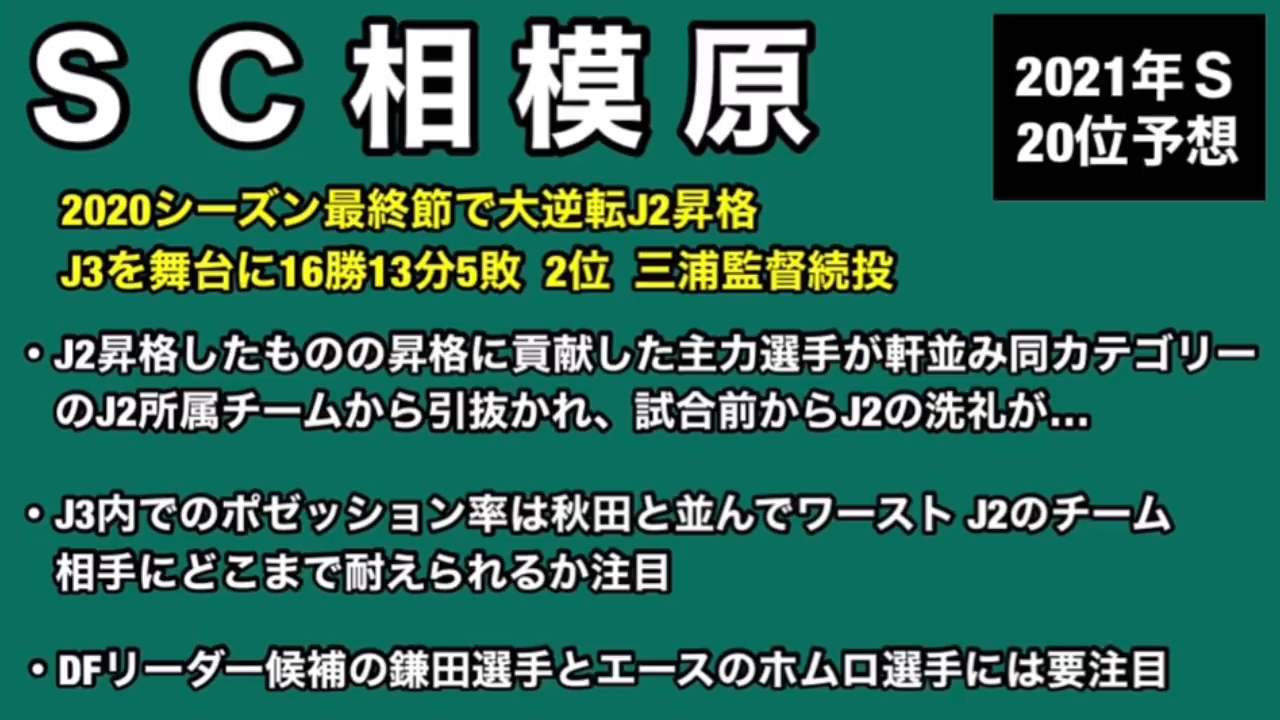 ＳＣ相模原
2021年Ｓ
20位予想
2020シーズン最終節で大逆転J2昇格
J3を舞台に16勝13分5敗 2位 三浦監督続投
・J2昇格したものの昇格に貢献した主力選手が軒並み同カテゴリー
のJ2所属チームから引抜かれ、試合前からJ2の洗礼が…
・J3内でのポゼッション率は秋田と並んでワースト J2のチーム
相手にどこまで耐えられるか注目
・DFリーダー候補の鎌田選手とエースのホムロ選手には要注目